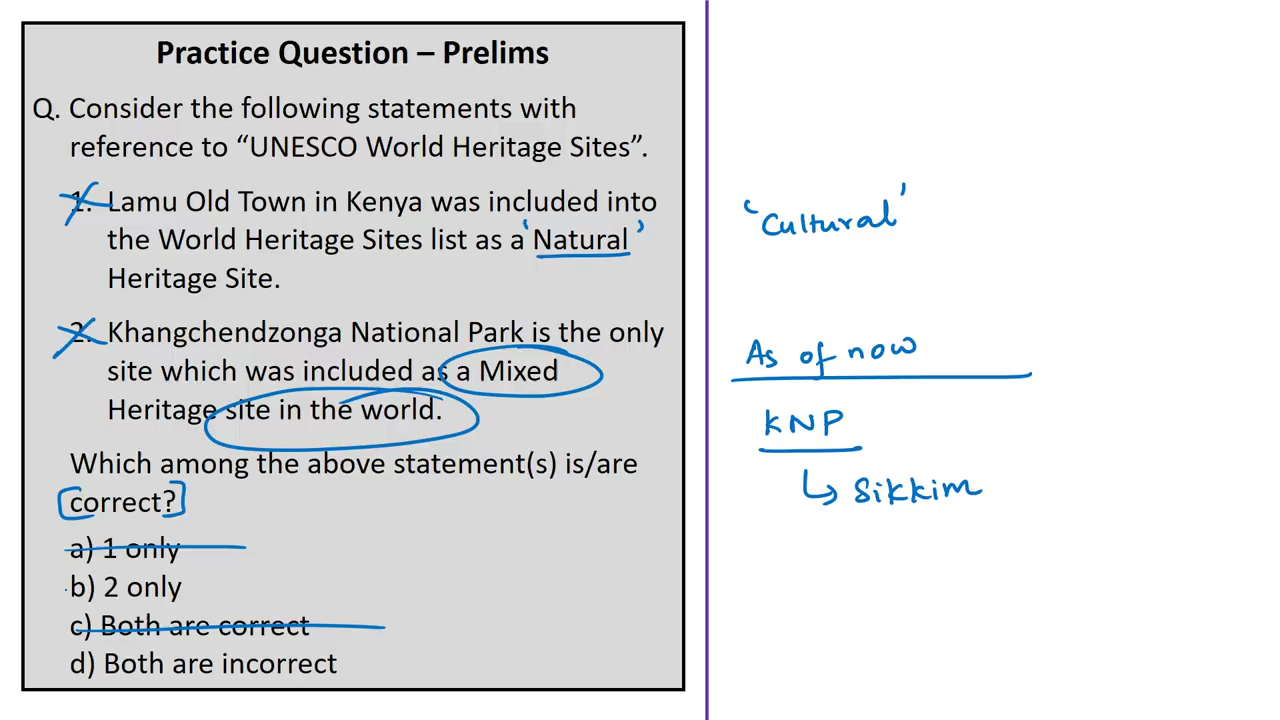 Practice Question – Prelims
Q. Consider the following statements with
reference to “UNESCO World Heritage Sites”.
1. Lamu Old Town in Kenya was included into
the World Heritage Sites list as a ‘Natural’
Heritage Site.
2. Khangchendzonga National Park is the only
site which was included as a Mixed
Heritage site in the world.
Which among the above statement(s) is/are
[correct?]
a) 1 only
b) 2 only
c) Both are correct
d) Both are incorrect
‘Cultural’
As of now
KNP
↳ Sikkim